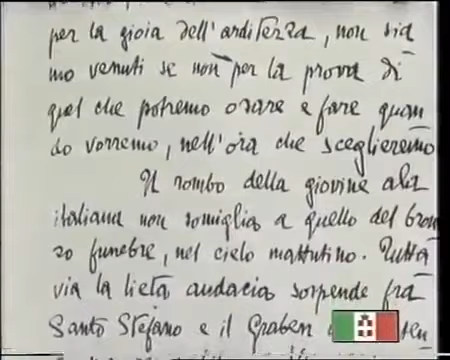 per la gioia dell'arditezza, non sia
mo venuti se non per la prova di
quel che potremo osare e fare quan
do vorremo, nell'ora che sceglieremo
Il rombo della giovine ala
italiana non somiglia a quello del bron
zo funebre, nel cielo mattutino. Tutta
via la lieta audacia sospende fra
Santo Stefano e il Graben